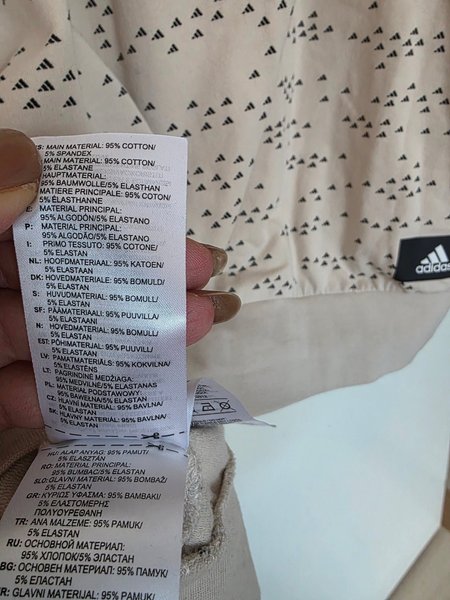 S: MAIN MATERIAL: 95% COTTON/
5% SPANDEX
MAIN MATERIAL: 95% COTTON/
5% ELASTANE
HAUPTMATERIAL:
95% BAUMWOLLE/5% ELASTHAN
MATIERE PRINCIPALE: 95% COTON/
5% ELASTHANNE
E: MATERIAL PRINCIPAL:
95% ALGODÓN/5% ELASTANO
P: MATERIAL PRINCIPAL:
95% ALGODÃO/5% ELASTANO
I: PRIMO TESSUTO: 95% COTONE/
5% ELASTAN
NL: HOOFDMATERIAAL: 95% KATOEN/
5% ELASTAAN
DK: HOVEDMATERIALE: 95% BOMULD/
5% ELASTAN
S: HUVUDMATERIAL: 95% BOMULL/
5% ELASTAN
SF: PÄÄMATERIAALI: 95% PUUVILLA/
5% ELASTAANI
N: HOVEDMATERIAL: 95% BOMULL/
5% ELASTAN
EST: PÕHIMATERJAL: 95% PUUVILL/
5% ELASTAAN
LV: PAMATMATERIĀLS: 95% KOKVILNA/
5% ELASTĒNS
LT: PAGRINDINĖ MEDŽIAGA:
95% MEDVILNĖ/5% ELASTANAS
PL: MATERIAŁ PODSTAWOWY:
95% BAWEŁNA/5% ELASTAN
CZ: HLAVNÍ MATERIÁL: 95% BAVLNA/
5% ELASTAN
SK: HLAVNÝ MATERIÁL: 95% BAVLNA/
5% ELASTAN
HU: ALAP ANYAG: 95% PAMUT/
5% ELASZTÁN
RO: MATERIAL PRINCIPAL:
95% BUMBAC/5% ELASTAN
SLO: GLAVNI MATERIAL: 95% BOMBAŽ/
5% ELASTAN
GR: ΚΥΡΙΩΣ ΥΦΑΣΜΑ: 95% ΒΑΜΒΑΚΙ/
5% ΕΛΑΣΤΟΜΕΡΗΣ
ΠΟΛΥΟΥΡΕΘΑΝΗ
TR: ANA MALZEME: 95% PAMUK/
5% ELASTAN
RU: ОСНОВНОЙ МАТЕРИАЛ:
95% ХЛОПОК/5% ЭЛАСТАН
BG: ОСНОВЕН МАТЕРИАЛ: 95% ПАМУК/
5% ЕЛАСТАН
R: GLAVNI MATERIJAL: 95% PAMUK/
adidas